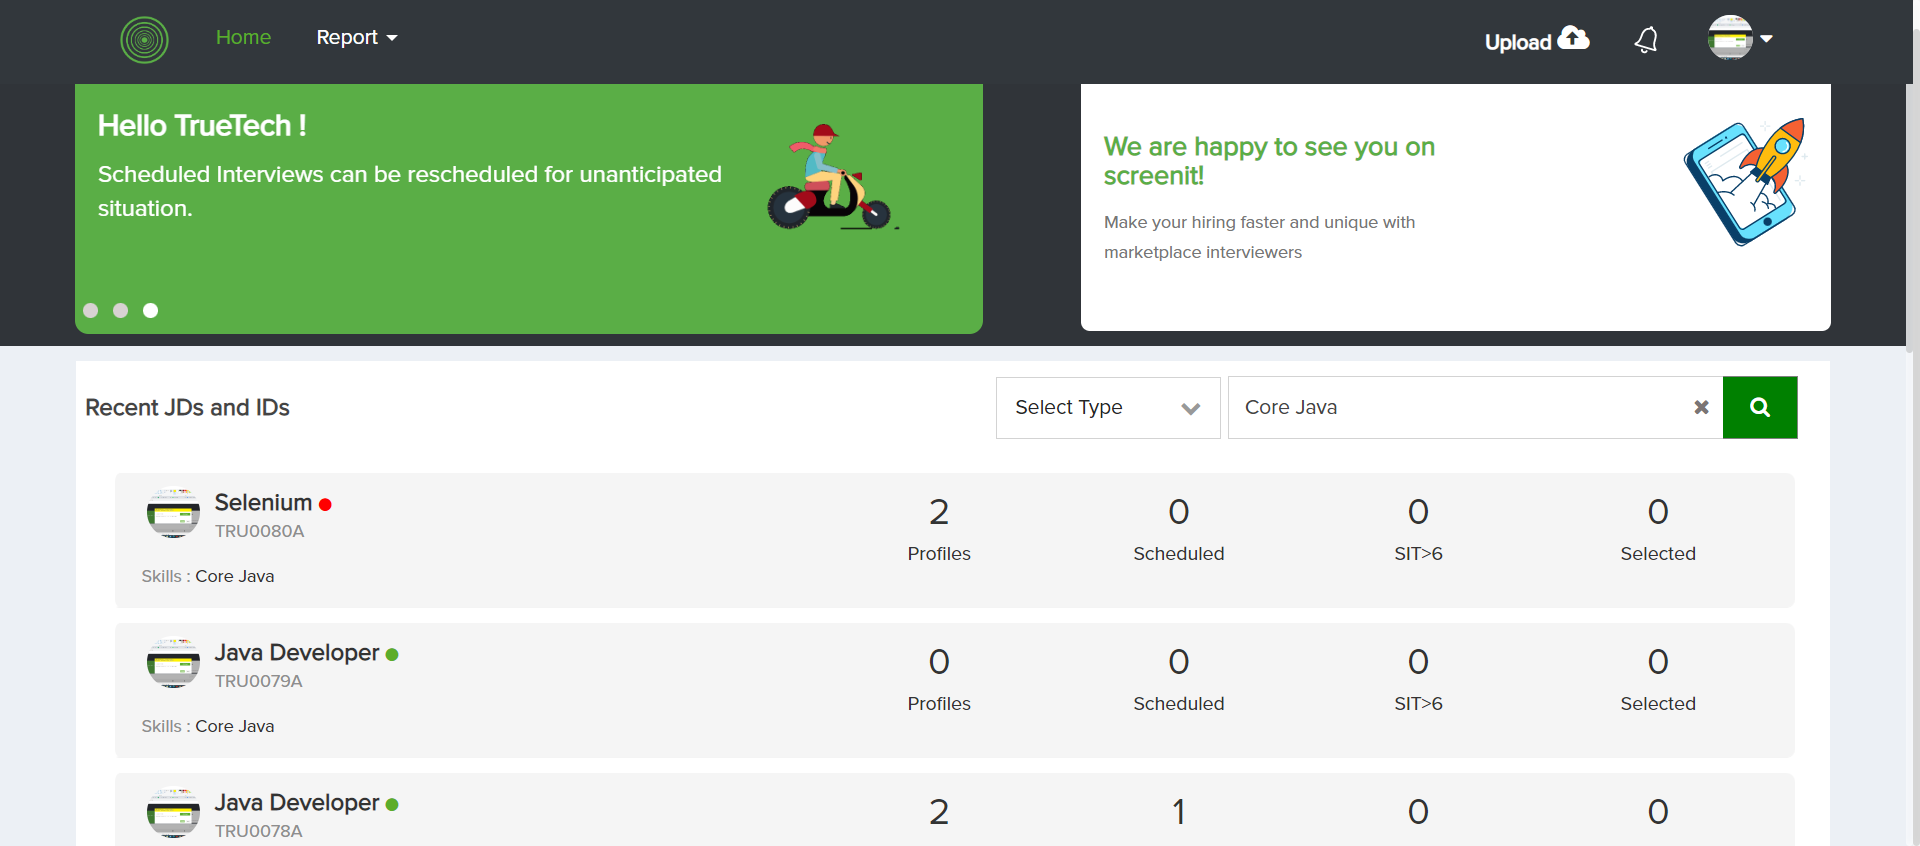 Home
Report
Upload
Hello TrueTech !
Scheduled Interviews can be rescheduled for unanticipated
situation.
We are happy to see you on
screenit!
Make your hiring faster and unique with
marketplace interviewers
Recent JDs and IDs
Select Type
Core Java
Selenium
TRU0080A
Skills : Core Java
2
Profiles
0
Scheduled
0
SIT>6
0
Selected
Java Developer
TRU0079A
Skills : Core Java
0
Profiles
0
Scheduled
0
SIT>6
0
Selected
Java Developer
TRU0078A
2
1
0
0